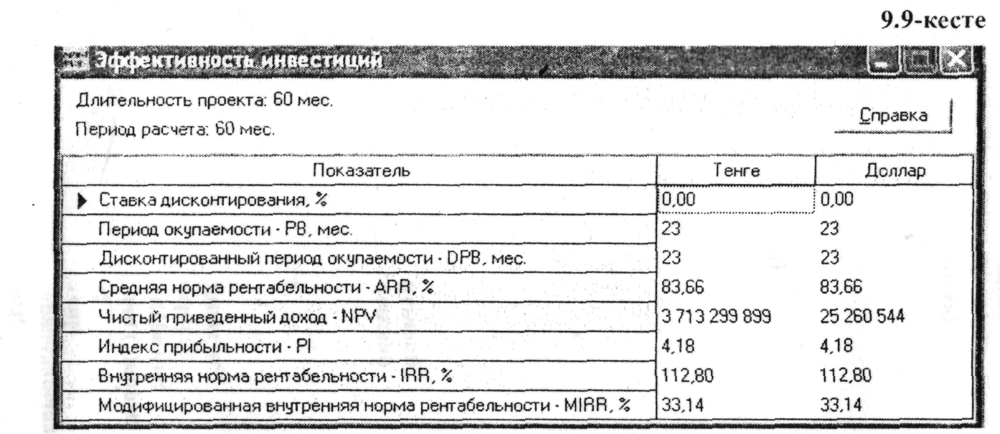 9.9-кесте
Эффективность инвестиций
Длительность проекта: 60 мес.
Период расчета: 60 мес.
Справка
Показатель Тенге Доллар
Ставка дисконтирования, % 0,00 0,00
Период окупаемости - PB, мес. 23 23
Дисконтированный период окупаемости - DPB, мес. 23 23
Средняя норма рентабельности - ARR, % 83,66 83,66
Чистый приведенный доход - NPV 3 713 299 899 25 260 544
Индекс прибыльности - PI 4,18 4,18
Внутренняя норма рентабельности - IRR, % 112,80 112,80
Модифицированная внутренняя норма рентабельности - MIRR, % 33,14 33,14